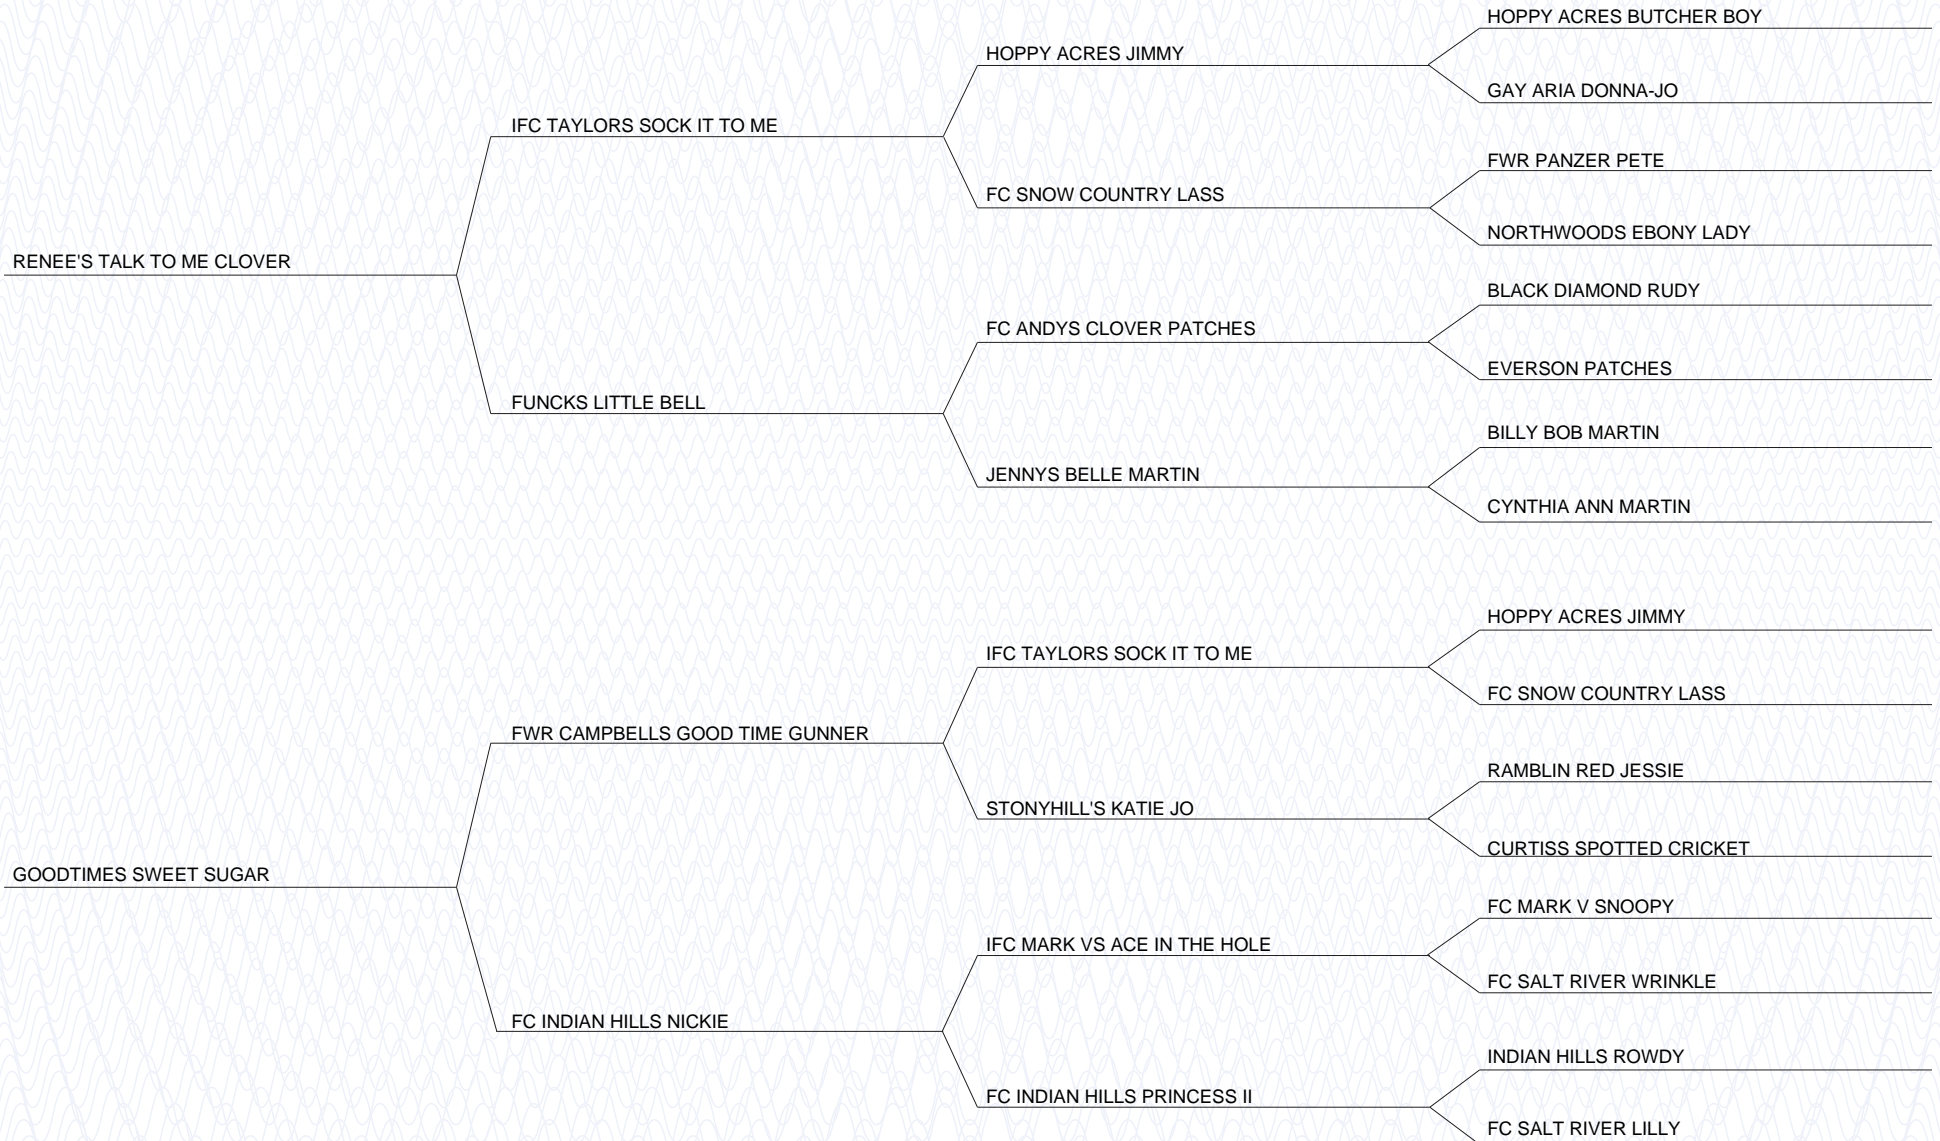 HOPPY ACRES BUTCHER BOY
HOPPY ACRES JIMMY
GAY ARIA DONNA-JO
IFC TAYLORS SOCK IT TO ME
FWR PANZER PETE
FC SNOW COUNTRY LASS
NORTHWOODS EBONY LADY
RENEE'S TALK TO ME CLOVER
BLACK DIAMOND RUDY
FC ANDYS CLOVER PATCHES
EVERSON PATCHES
FUNCKS LITTLE BELL
BILLY BOB MARTIN
JENNYS BELLE MARTIN
CYNTHIA ANN MARTIN
HOPPY ACRES JIMMY
IFC TAYLORS SOCK IT TO ME
FC SNOW COUNTRY LASS
FWR CAMPBELLS GOOD TIME GUNNER
RAMBLIN RED JESSIE
STONYHILL'S KATIE JO
CURTISS SPOTTED CRICKET
GOODTIMES SWEET SUGAR
FC MARK V SNOOPY
IFC MARK VS ACE IN THE HOLE
FC SALT RIVER WRINKLE
FC INDIAN HILLS NICKIE
INDIAN HILLS ROWDY
FC INDIAN HILLS PRINCESS II
FC SALT RIVER LILLY